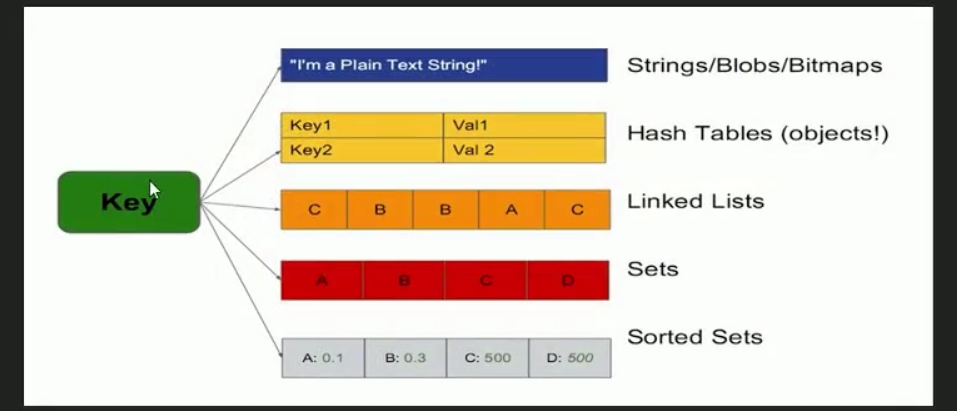 "I'm a Plain Text String!"
Strings/Blobs/Bitmaps
Key1 Val1
Key2 Val 2
Hash Tables (objects!)
Key
C B B A C
Linked Lists
A B C D
Sets
A: 0.1 B: 0.3 C: 500 D: 500
Sorted Sets